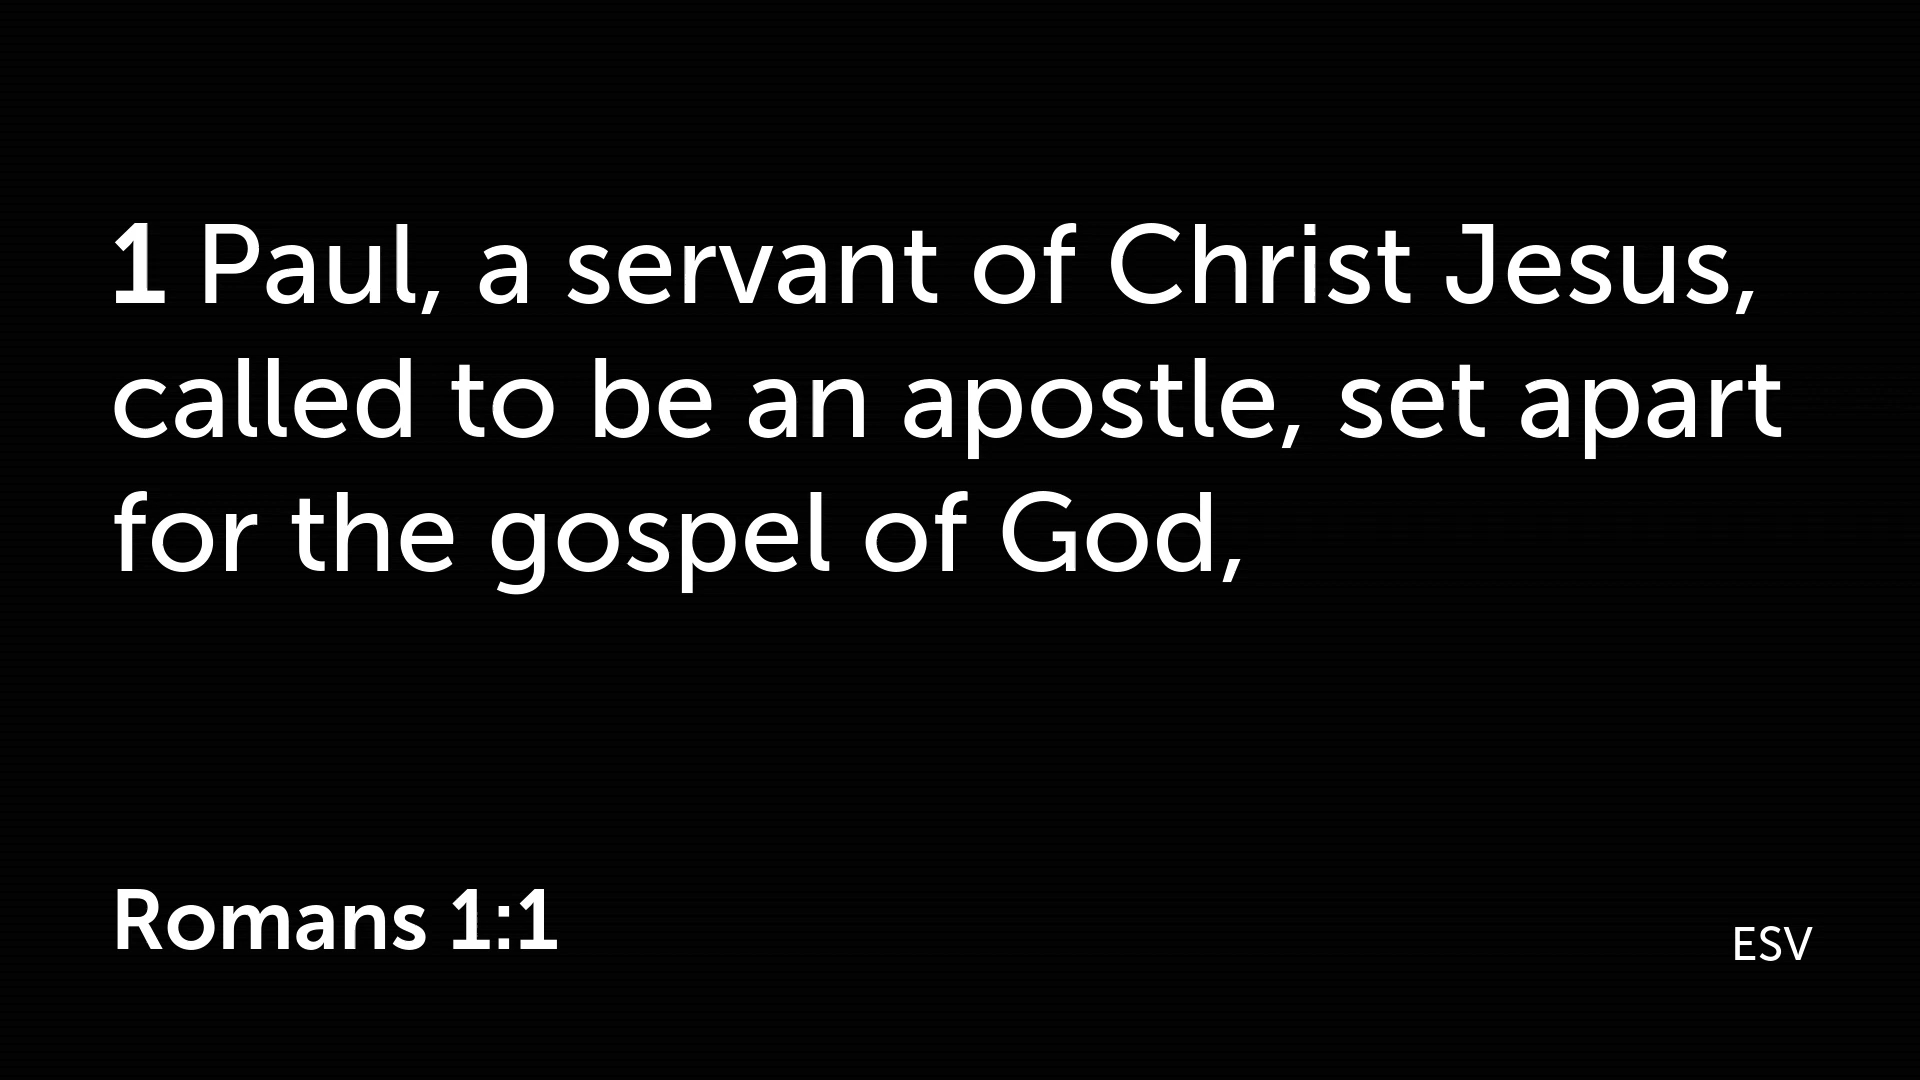 1 Paul, a servant of Christ Jesus,
called to be an apostle, set apart
for the gospel of God,
Romans 1:1
ESV